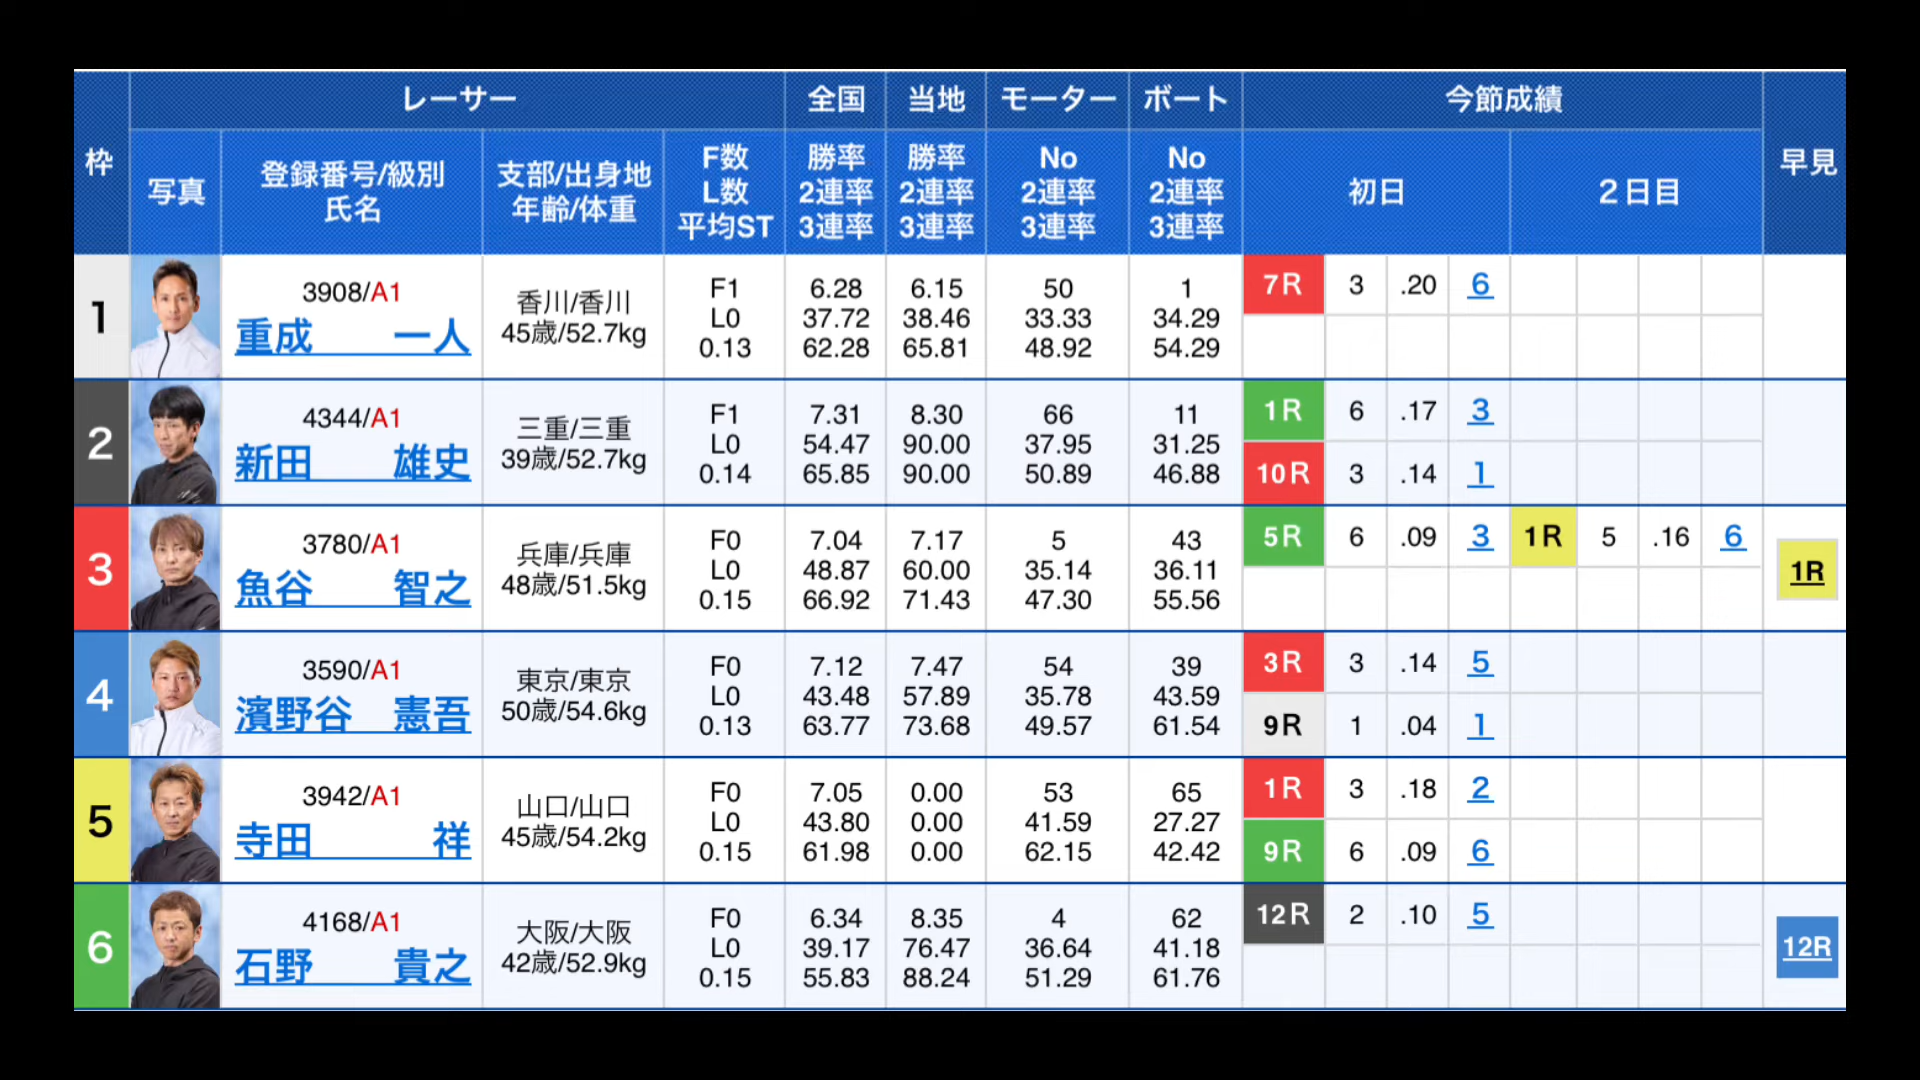 枠 レーサー 全国 当地 モーター ボート 今節成績 早見
写真 登録番号/級別 支部/出身地 F数 勝率 勝率 No No 初日 2日目
氏名 年齢/体重 L数 2連率 2連率 2連率 2連率
平均ST 3連率 3連率 3連率 3連率
1 3908/A1 香川/香川 F1 6.28 6.15 50 1 7R 3 .20 6
重成 一人 45歳/52.7kg L0 37.72 38.46 33.33 34.29
0.13 62.28 65.81 48.92 54.29
2 4344/A1 三重/三重 F1 7.31 8.30 66 11 1R 6 .17 3
新田 雄史 39歳/52.7kg L0 54.47 90.00 37.95 31.25
0.14 65.85 90.00 50.89 46.88 10R 3 .14 1
3 3780/A1 兵庫/兵庫 F0 7.04 7.17 5 43 5R 6 .09 3 1R 5 .16 6
魚谷 智之 48歳/51.5kg L0 48.87 60.00 35.14 36.11 1R
0.15 66.92 71.43 47.30 55.56
4 3590/A1 東京/東京 F0 7.12 7.47 54 39 3R 3 .14 5
濱野谷 憲吾 50歳/54.6kg L0 43.48 57.89 35.78 43.59
0.13 63.77 73.68 49.57 61.54 9R 1 .04 1
5 3942/A1 山口/山口 F0 7.05 0.00 53 65 1R 3 .18 2
寺田 祥 45歳/54.2kg L0 43.80 0.00 41.59 27.27
0.15 61.98 0.00 62.15 42.42 9R 6 .09 6
6 4168/A1 大阪/大阪 F0 6.34 8.35 4 62 12R 2 .10 5
石野 貴之 42歳/52.9kg L0 39.17 76.47 36.64 41.18 12R
0.15 55.83 88.24 51.29 61.76